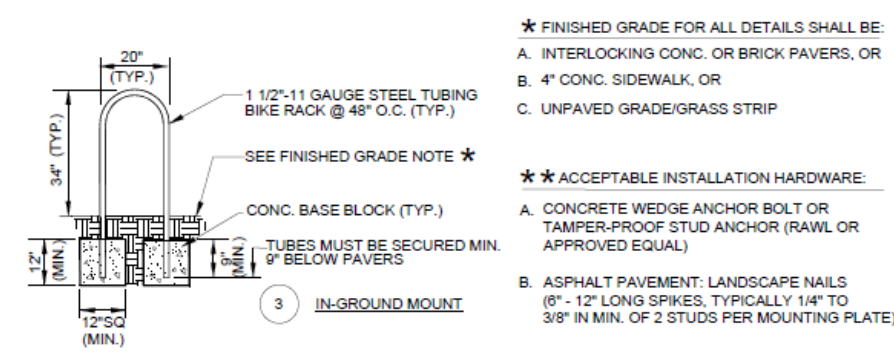 20"
(TYP.)
34" (TYP.)
1 1/2"-11 GAUGE STEEL TUBING
BIKE RACK @ 48" O.C. (TYP.)
SEE FINISHED GRADE NOTE ★
CONC. BASE BLOCK (TYP.)
TUBES MUST BE SECURED MIN.
9" BELOW PAVERS
12"
(MIN.)
9"
(MIN.)
12"SQ
(MIN.)
3 IN-GROUND MOUNT
★ FINISHED GRADE FOR ALL DETAILS SHALL BE:
A. INTERLOCKING CONC. OR BRICK PAVERS, OR
B. 4" CONC. SIDEWALK, OR
C. UNPAVED GRADE/GRASS STRIP
★★ ACCEPTABLE INSTALLATION HARDWARE:
A. CONCRETE WEDGE ANCHOR BOLT OR
TAMPER-PROOF STUD ANCHOR (RAWL OR
APPROVED EQUAL)
B. ASPHALT PAVEMENT: LANDSCAPE NAILS
(6" - 12" LONG SPIKES, TYPICALLY 1/4" TO
3/8" IN MIN. OF 2 STUDS PER MOUNTING PLATE)